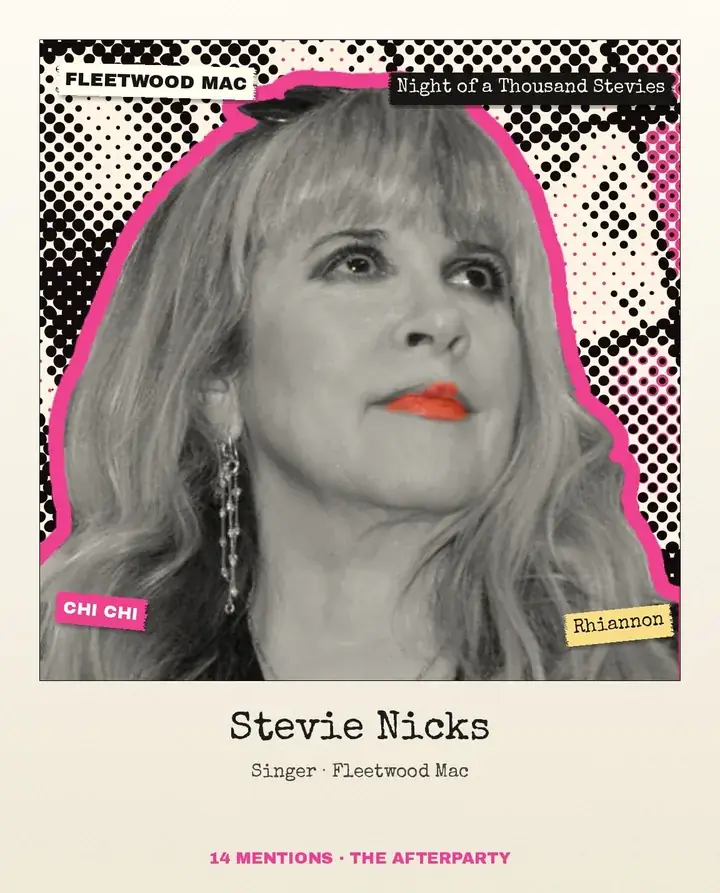 FLEETWOOD MAC
Night of a Thousand Stevies
CHI CHI
Rhiannon
Stevie Nicks
Singer · Fleetwood Mac
14 MENTIONS · THE AFTERPARTY